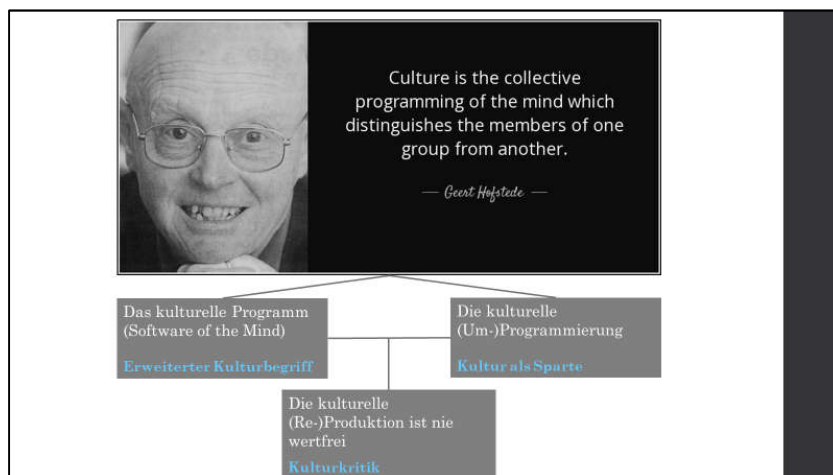 Culture is the collective
programming of the mind which
distinguishes the members of one
group from another.
— Geert Hofstede —
Das kulturelle Programm
(Software of the Mind)
Erweiterter Kulturbegriff
Die kulturelle
(Um-)Programmierung
Kultur als Sparte
Die kulturelle
(Re-)Produktion ist nie
wertfrei
Kulturkritik